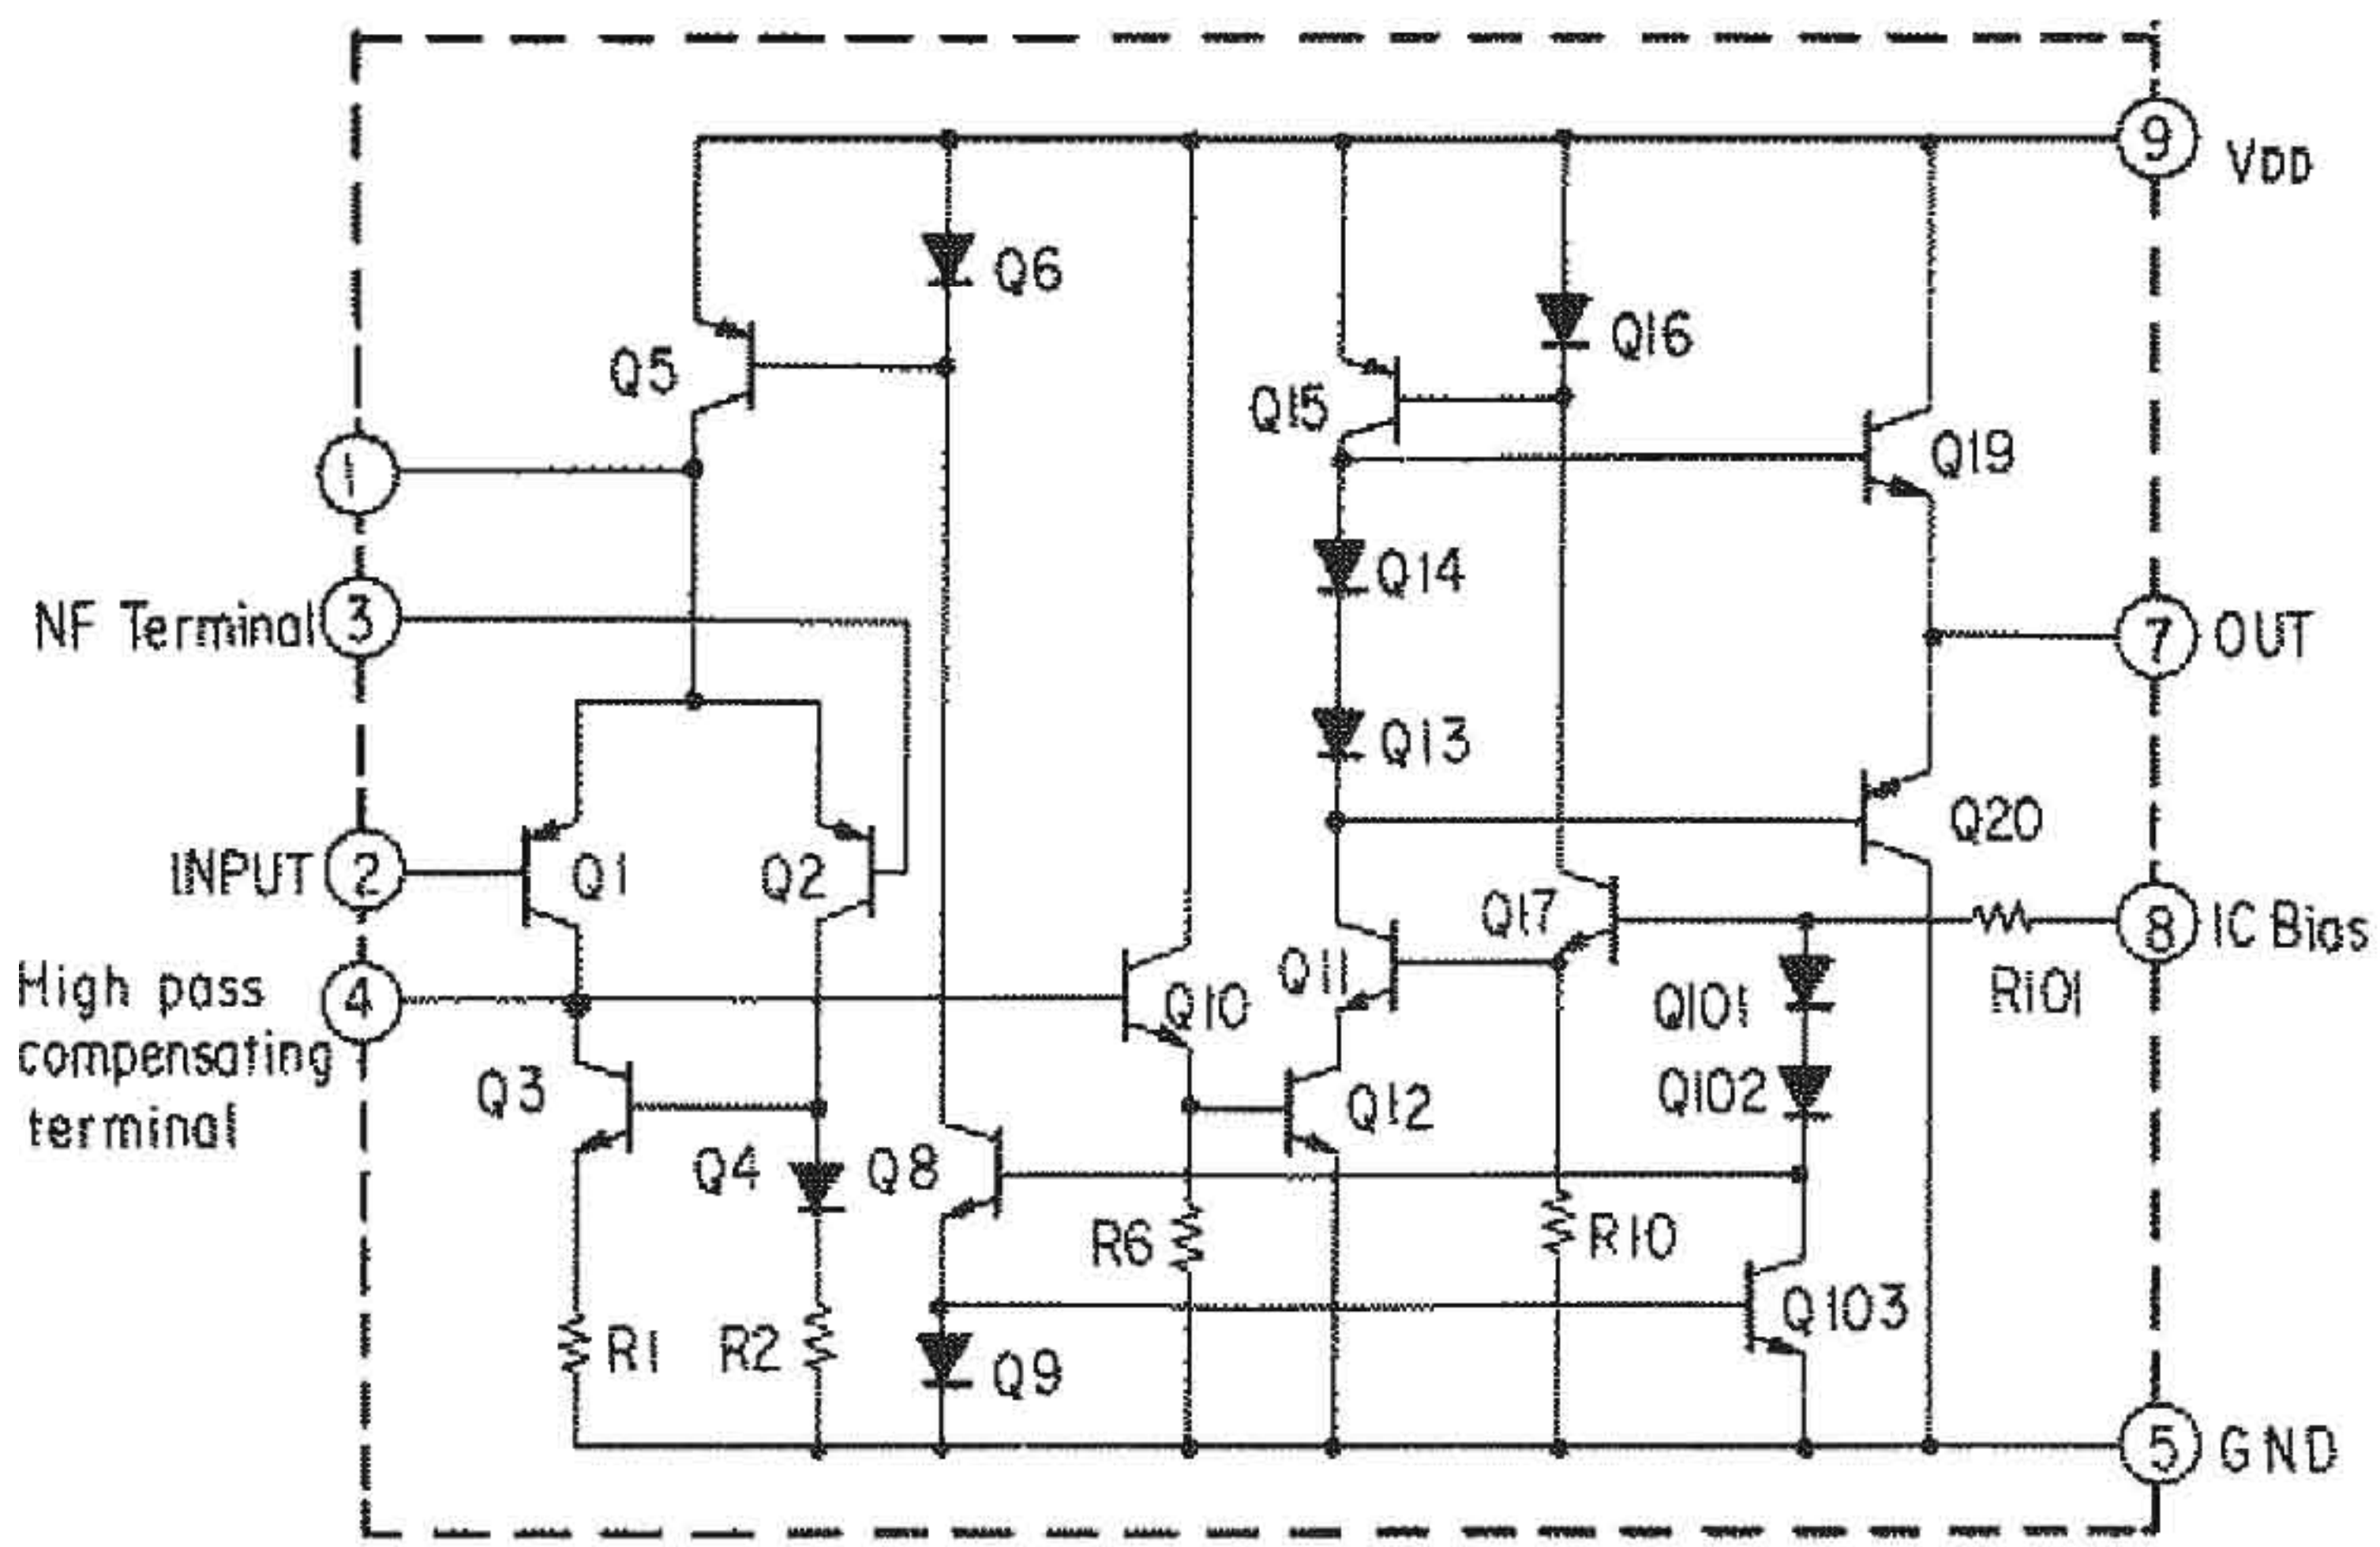 9
VDD
Q6
Q16
Q5
Q15
Q19
1
Q14
NF Terminal
3
7
OUT
Q13
Q20
INPUT
2
Q1
Q2
Q17
8
IC Bias
High pass
compensating
terminal
4
Q10
Q11
Q101
R101
Q3
Q12
Q102
Q4
Q8
R6
R10
R1
R2
Q9
Q103
5
GND